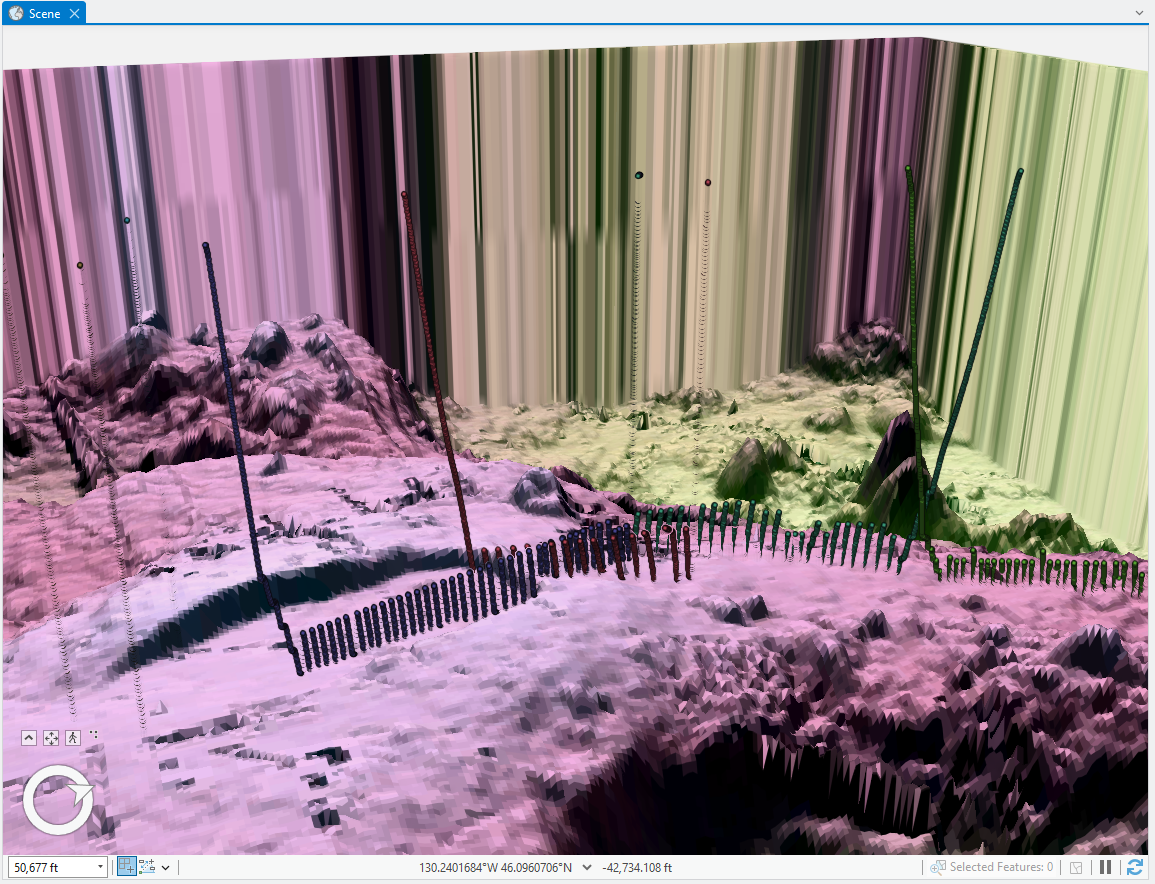 Scene
50,677 ft
130.2401684°W 46.0960706°N
-42,734.108 ft
Selected Features: 0